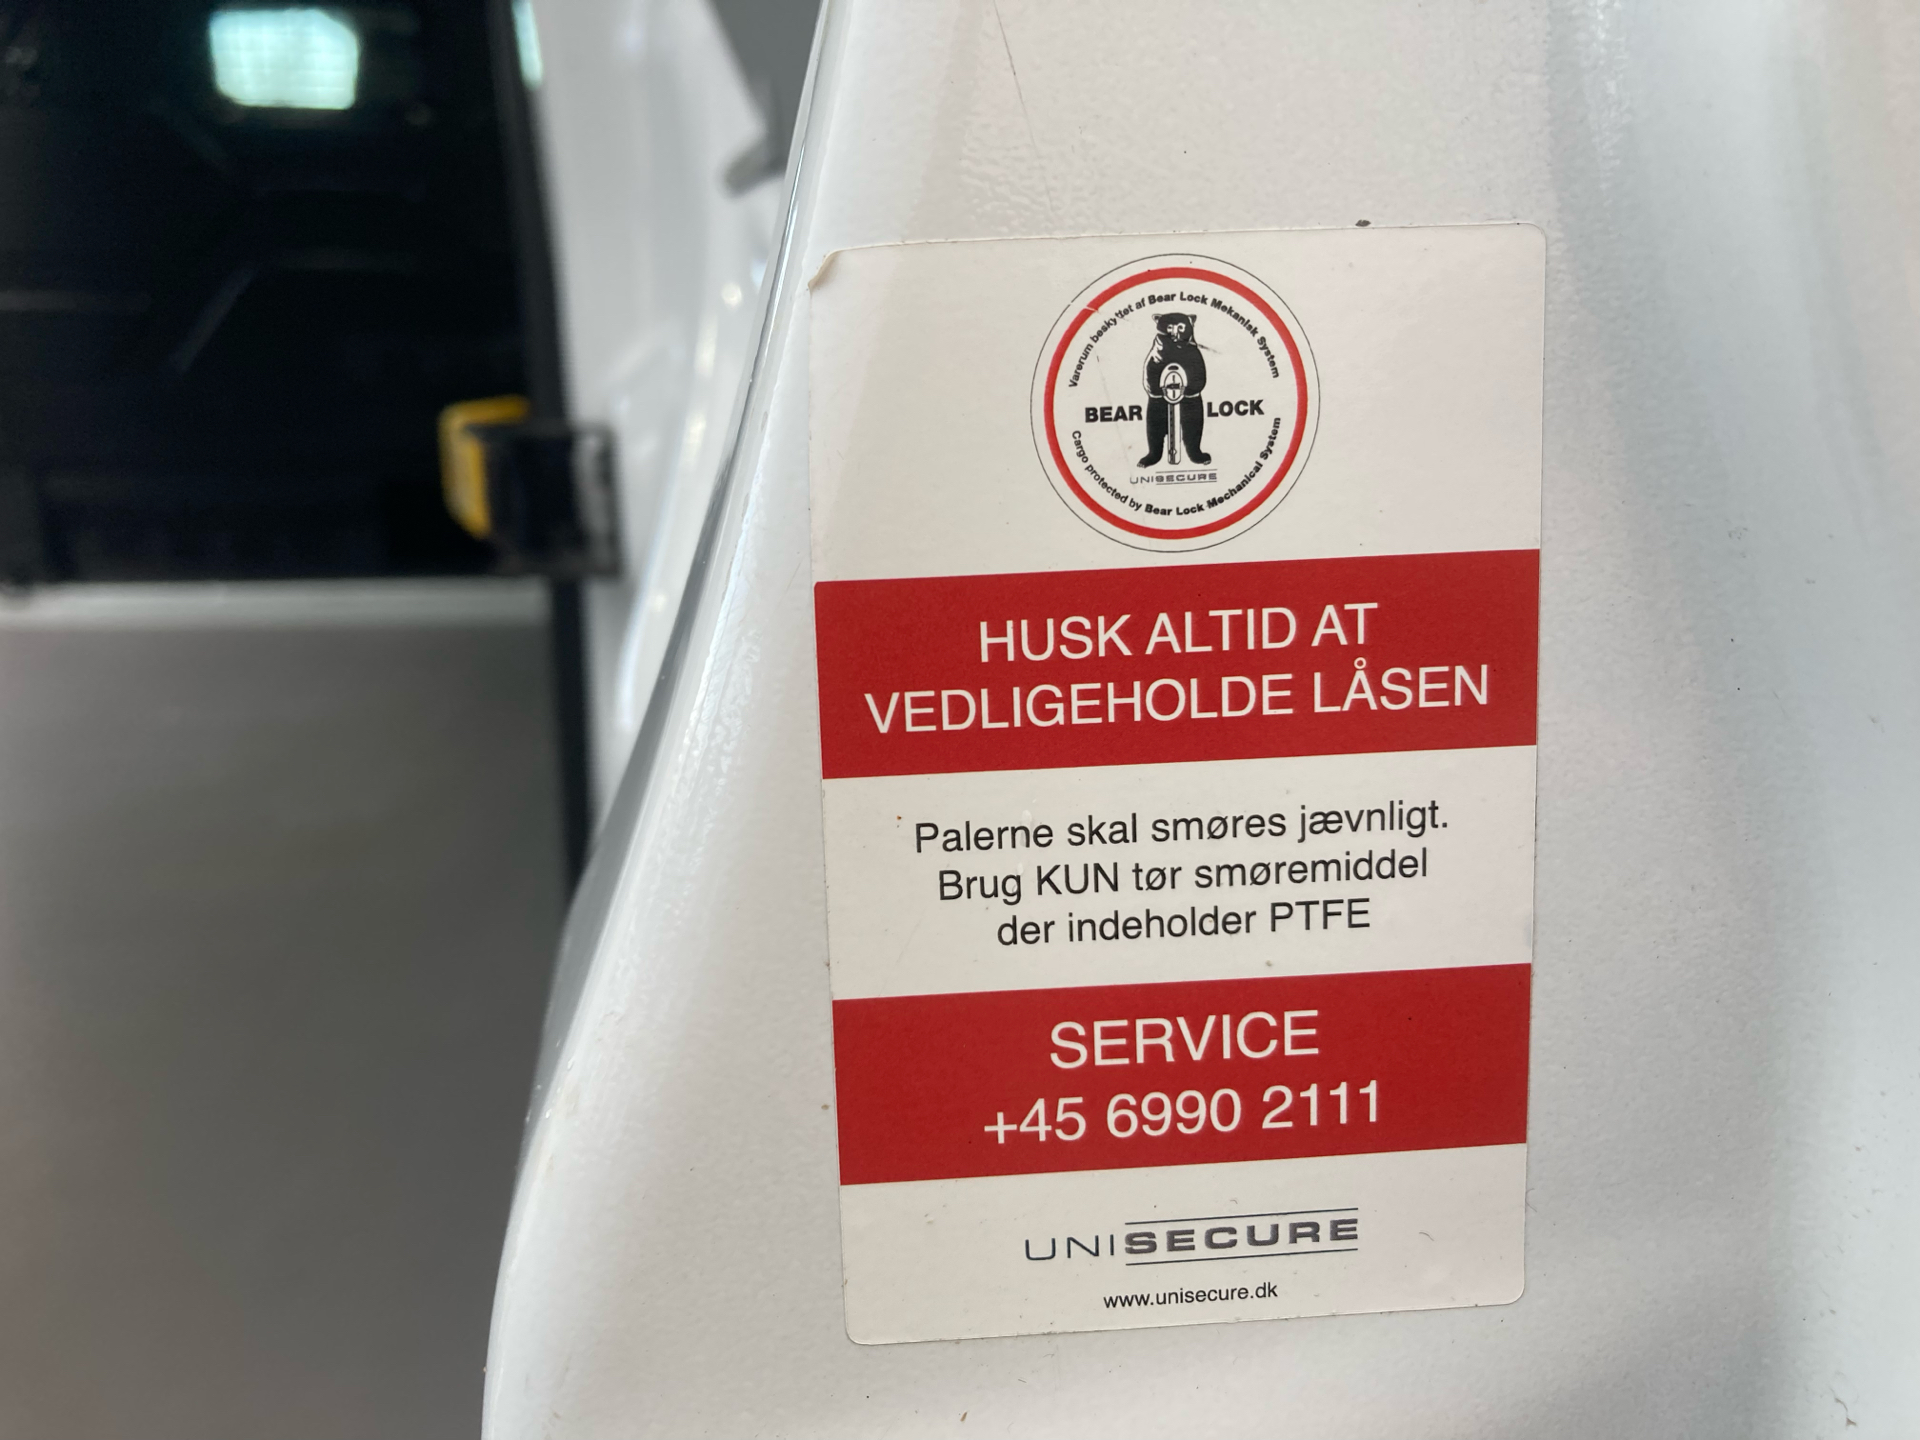 Varerum beskyttet af Bear Lock Mekanisk System
BEAR LOCK
UNISECURE
Cargo protected by Bear Lock Mechanical System
HUSK ALTID AT
VEDLIGEHOLDE LÅSEN
Palerne skal smøres jævnligt.
Brug KUN tør smøremiddel
der indeholder PTFE
SERVICE
+45 6990 2111
UNISECURE
www.unisecure.dk